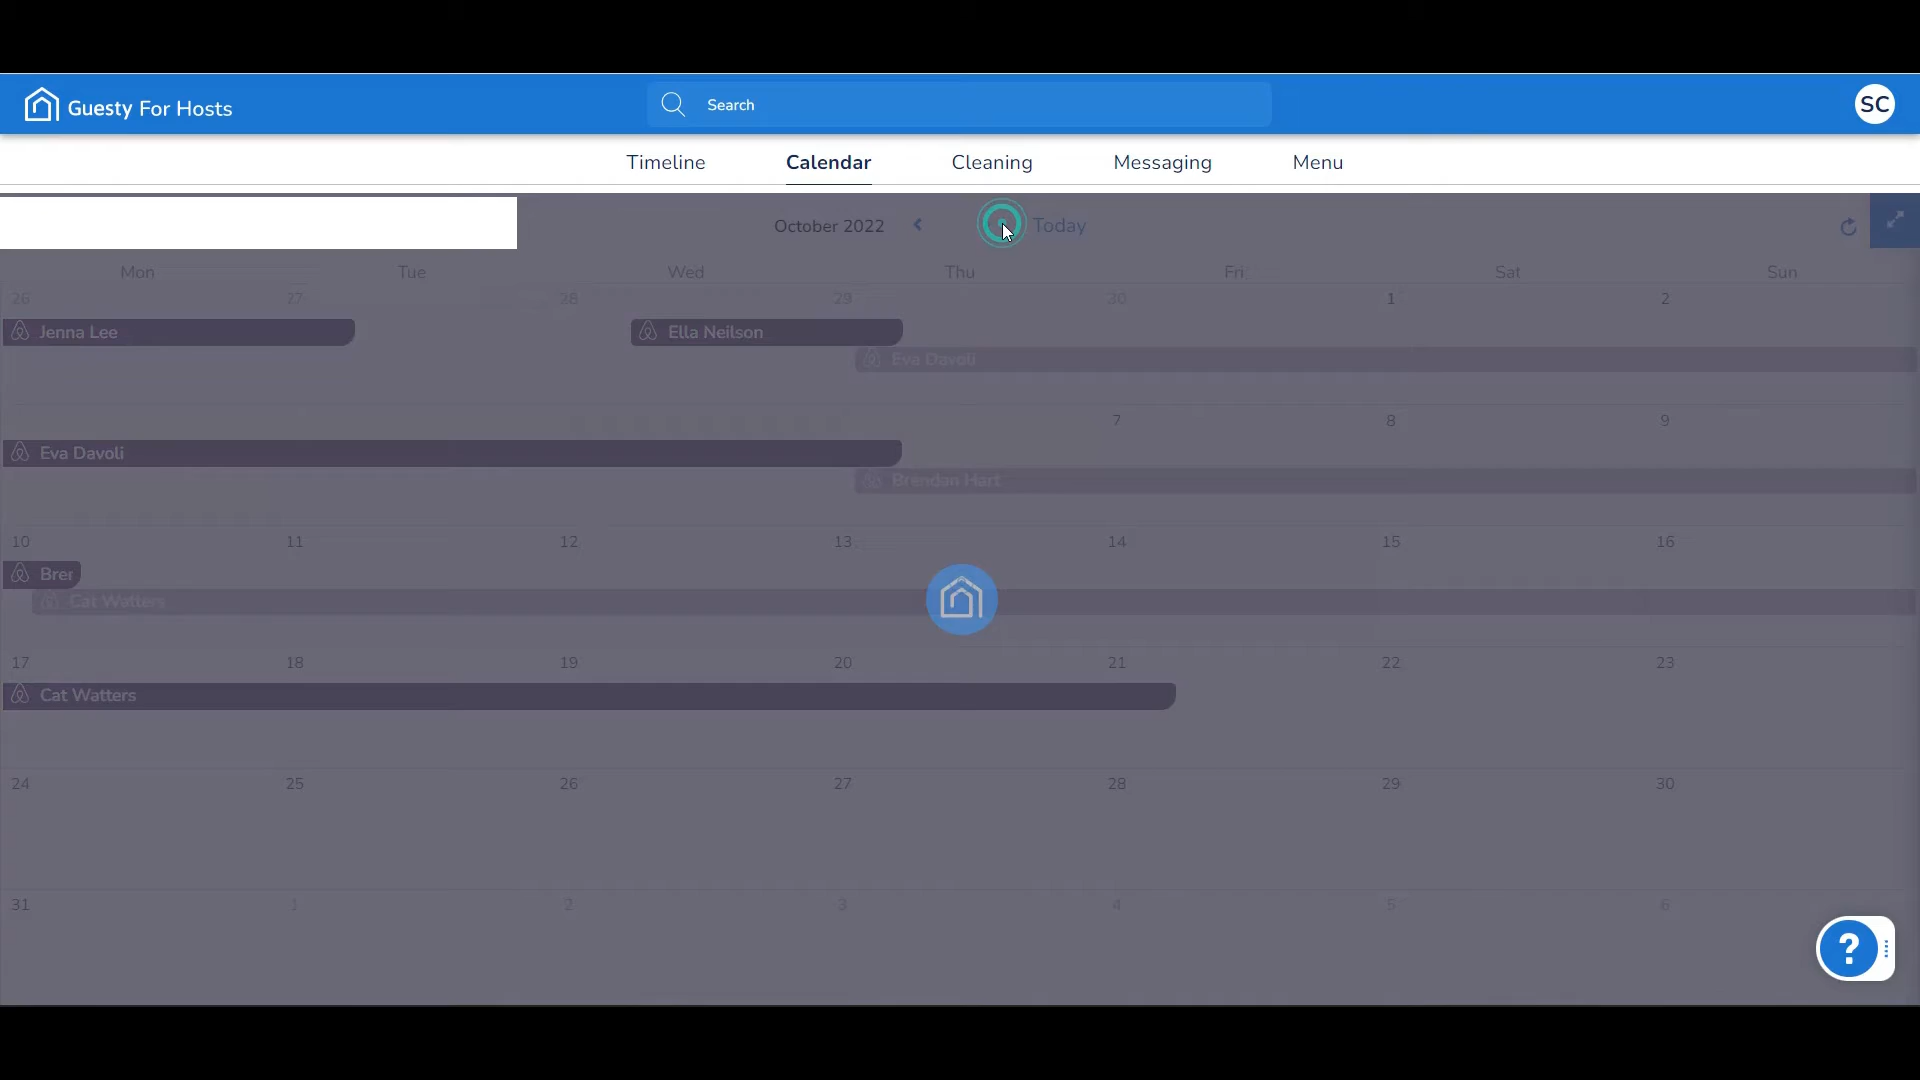 Guesty For Hosts
Search
SC
Timeline
Calendar
Cleaning
Messaging
Menu
October 2022
Today
Mon Tue Wed Thu Fri Sat Sun
26 27 28 29 30 1 2
Jenna Lee
Ella Neilson
Eva Davoli
7 8 9
Eva Davoli
Brendan Hart
10 11 12 13 14 15 16
Brer
Cat Watters
17 18 19 20 21 22 23
Cat Watters
24 25 26 27 28 29 30
31 1 2 3 4 5 6
?